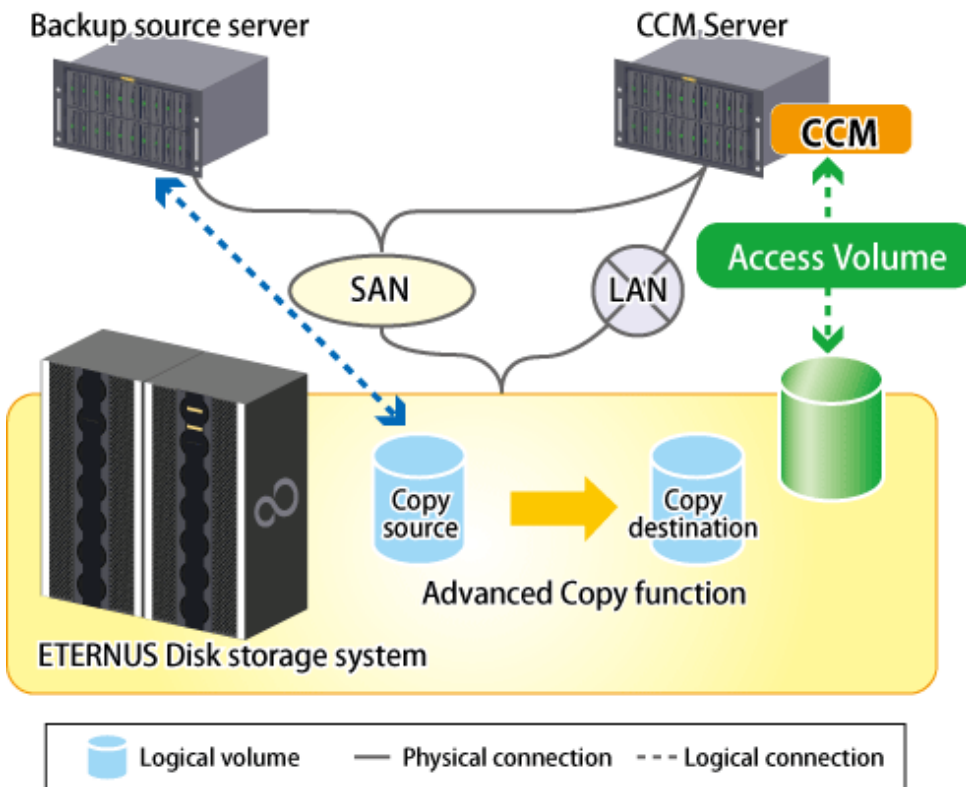 Backup source server
CCM Server
CCM
Access Volume
SAN
LAN
Copy
source
Copy
destination
Advanced Copy function
ETERNUS Disk storage system
Logical volume
Physical connection
Logical connection